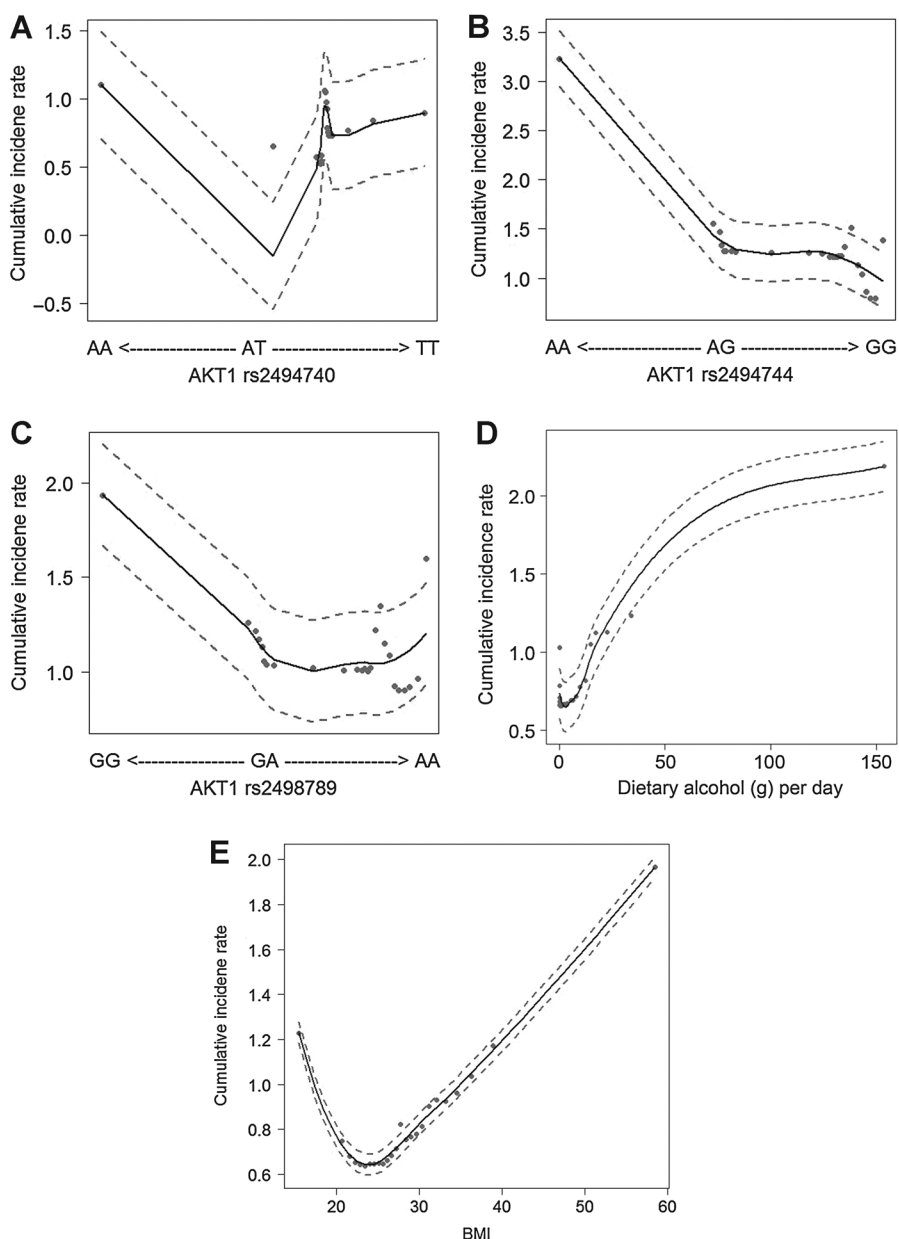 A
Cumulative incidene rate
1.5
1.0
0.5
0.0
−0.5
AA <------------------ AT -------------------> TT
AKT1 rs2494740
B
Cumulative incidene rate
3.5
3.0
2.5
2.0
1.5
1.0
AA <------------------ AG -------------------> GG
AKT1 rs2494744
C
Cumulative incidene rate
2.0
1.5
1.0
GG <------------------ GA -------------------> AA
AKT1 rs2498789
D
Cumulative incidence rate
2.0
1.5
1.0
0.5
0 50 100 150
Dietary alcohol (g) per day
E
Cumulative incidene rate
2.0
1.8
1.6
1.4
1.2
1.0
0.8
0.6
20 30 40 50 60
BMI